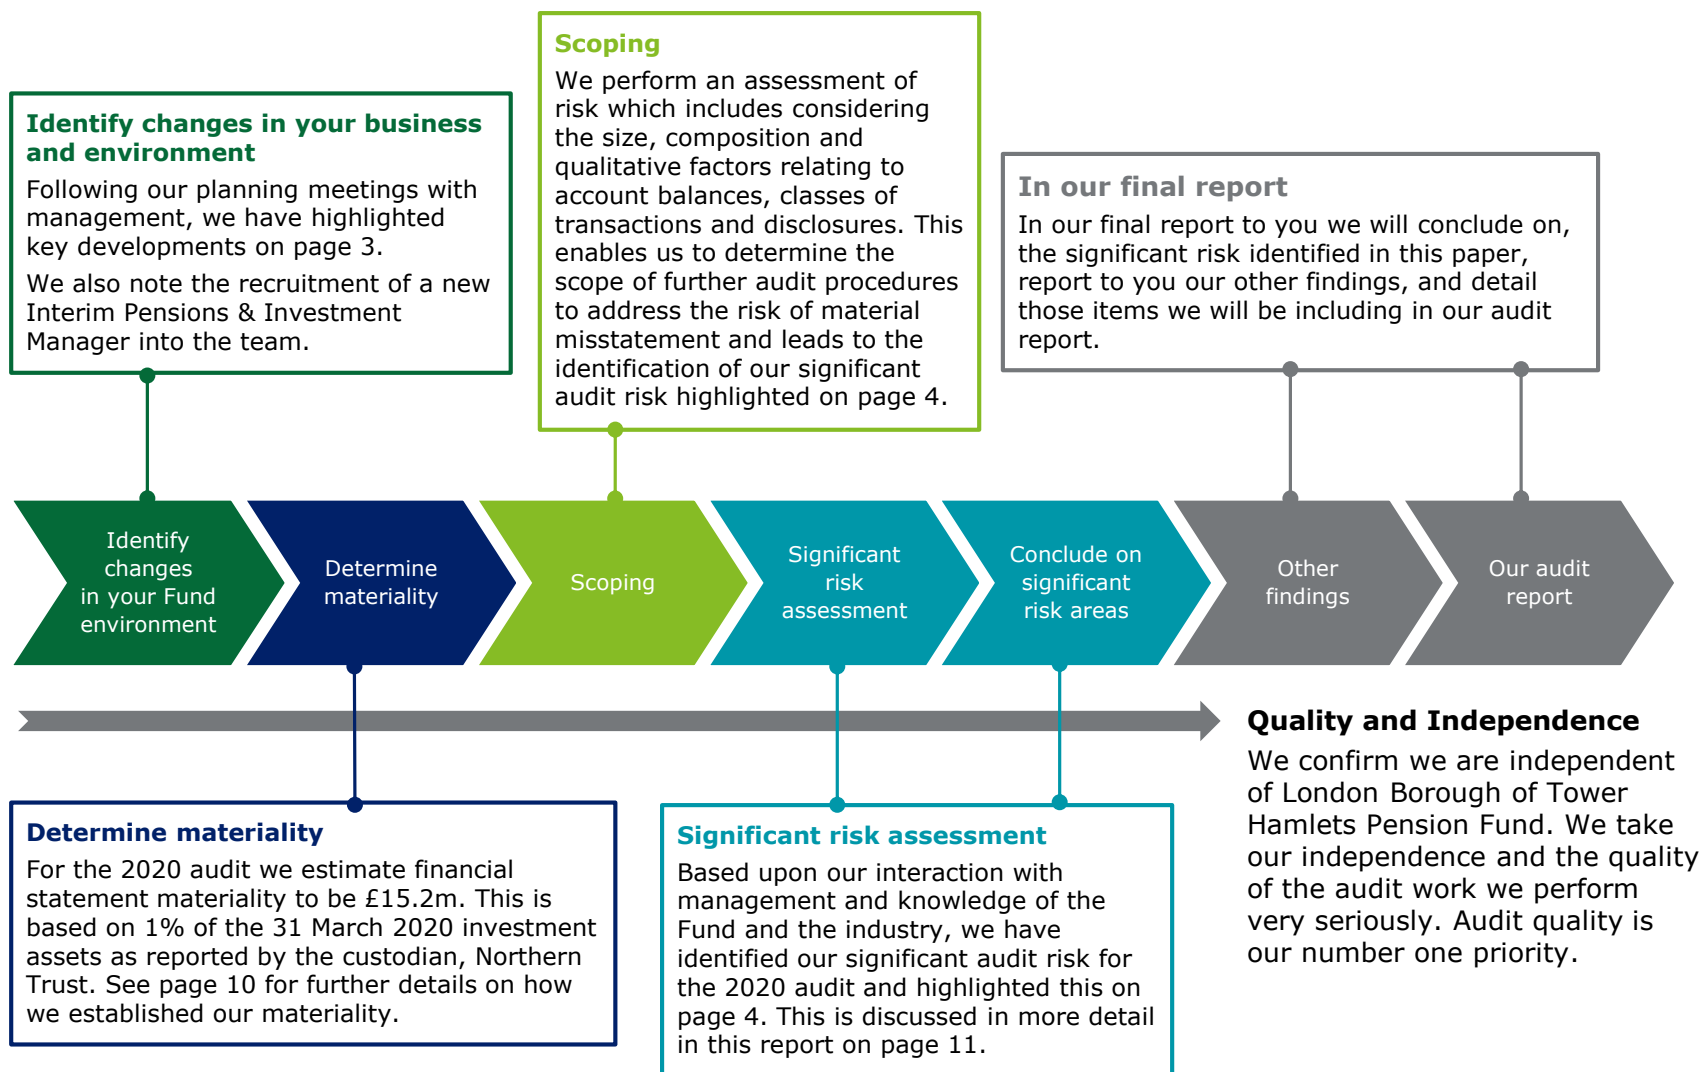 Identify changes in your business
and environment
Following our planning meetings with
management, we have highlighted
key developments on page 3.
We also note the recruitment of a new
Interim Pensions & Investment
Manager into the team.
Scoping
We perform an assessment of
risk which includes considering
the size, composition and
qualitative factors relating to
account balances, classes of
transactions and disclosures. This
enables us to determine the
scope of further audit procedures
to address the risk of material
misstatement and leads to the
identification of our significant
audit risk highlighted on page 4.
In our final report
In our final report to you we will conclude on,
the significant risk identified in this paper,
report to you our other findings, and detail
those items we will be including in our audit
report.
Identify
changes
in your Fund
environment
Determine
materiality
Scoping
Significant
risk
assessment
Conclude on
significant
risk areas
Other
findings
Our audit
report
Determine materiality
For the 2020 audit we estimate financial
statement materiality to be £15.2m. This is
based on 1% of the 31 March 2020 investment
assets as reported by the custodian, Northern
Trust. See page 10 for further details on how
we established our materiality.
Significant risk assessment
Based upon our interaction with
management and knowledge of the
Fund and the industry, we have
identified our significant audit risk for
the 2020 audit and highlighted this on
page 4. This is discussed in more detail
in this report on page 11.
Quality and Independence
We confirm we are independent
of London Borough of Tower
Hamlets Pension Fund. We take
our independence and the quality
of the audit work we perform
very seriously. Audit quality is
our number one priority.